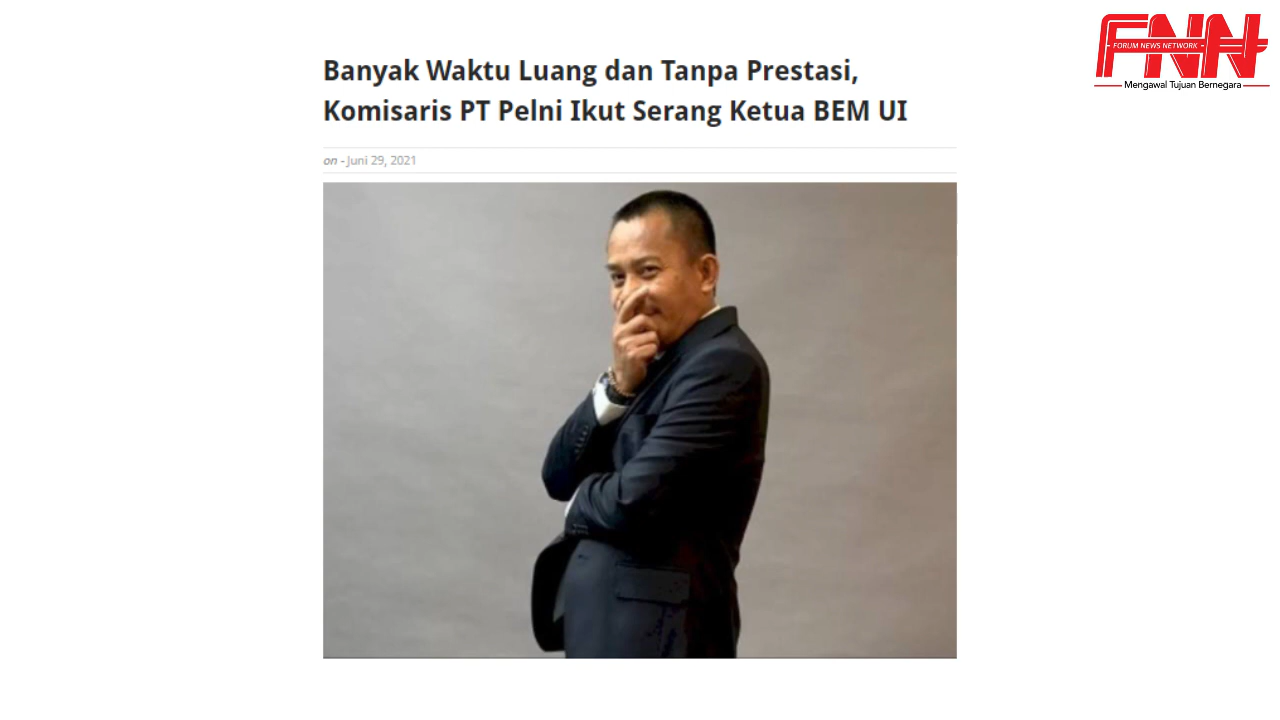 FNN
FORUM NEWS NETWORK
Mengawal Tujuan Bernegara
Banyak Waktu Luang dan Tanpa Prestasi,
Komisaris PT Pelni Ikut Serang Ketua BEM UI
on - Juni 29, 2021